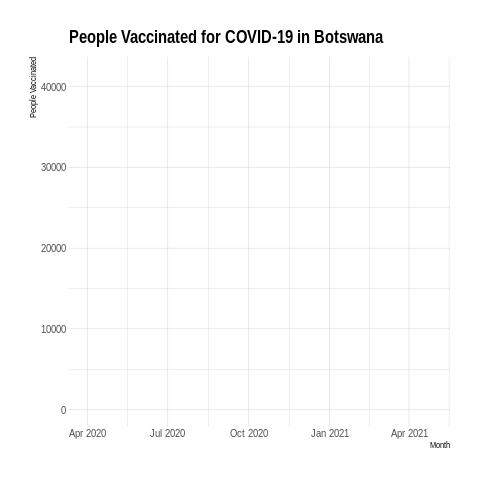 People Vaccinated for COVID-19 in Botswana
People Vaccinated
40000
30000
20000
10000
0
Apr 2020
Jul 2020
Oct 2020
Jan 2021
Apr 2021
Month